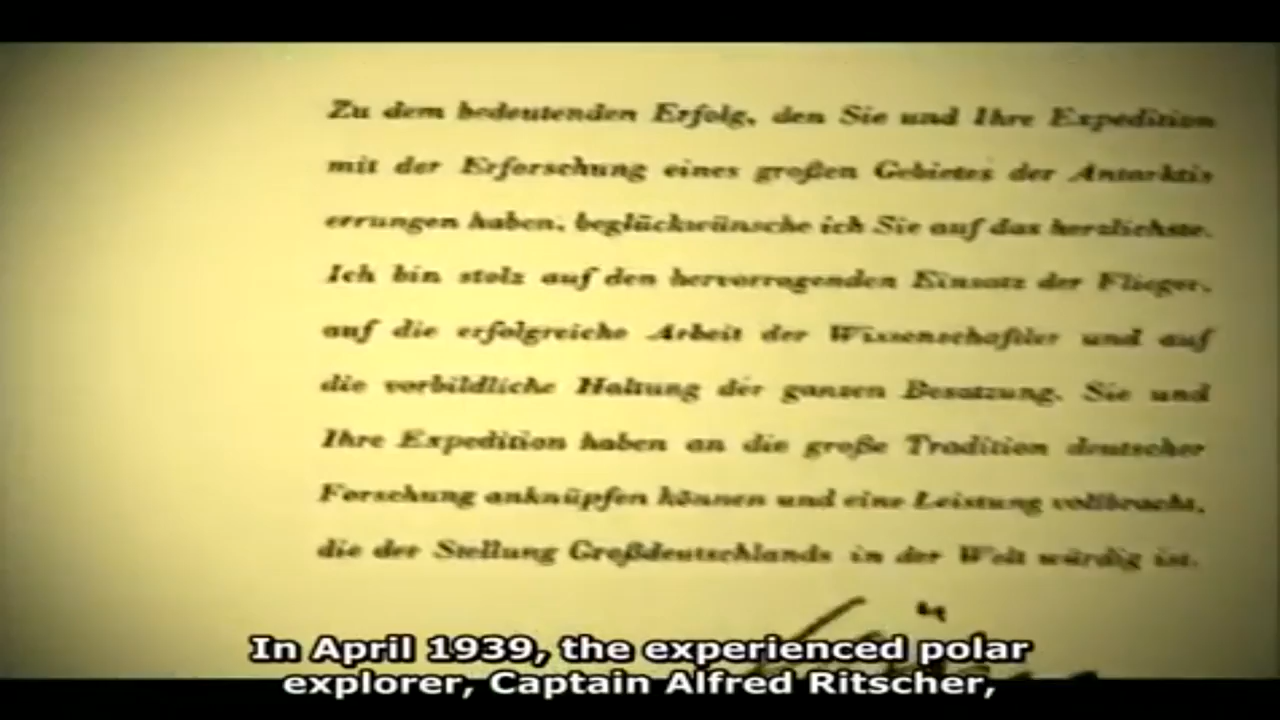 Zu dem bedeutenden Erfolg, den Sie und Ihre Expedition
mit der Erforschung eines großen Gebietes der Antarktis
errungen haben, beglückwünsche ich Sie auf das herzlichste.
Ich bin stolz auf den hervorragenden Einsatz der Flieger,
auf die erfolgreiche Arbeit der Wissenschaftler und auf
die vorbildliche Haltung der ganzen Besatzung. Sie und
Ihre Expedition haben an die große Tradition deutscher
Forschung anknüpfen können und eine Leistung vollbracht,
die der Stellung Großdeutschlands in der Welt würdig ist.
In April 1939, the experienced polar
explorer, Captain Alfred Ritscher,